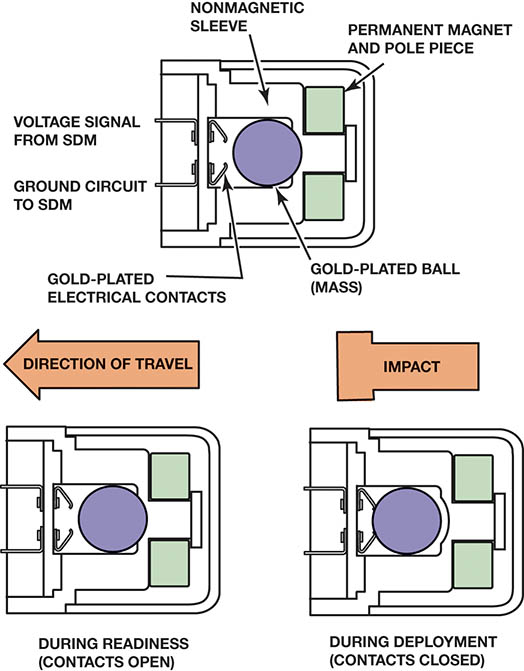 NONMAGNETIC
SLEEVE
PERMANENT MAGNET
AND POLE PIECE
VOLTAGE SIGNAL
FROM SDM
GROUND CIRCUIT
TO SDM
GOLD-PLATED
ELECTRICAL CONTACTS
GOLD-PLATED BALL
(MASS)
DIRECTION OF TRAVEL
IMPACT
DURING READINESS
(CONTACTS OPEN)
DURING DEPLOYMENT
(CONTACTS CLOSED)